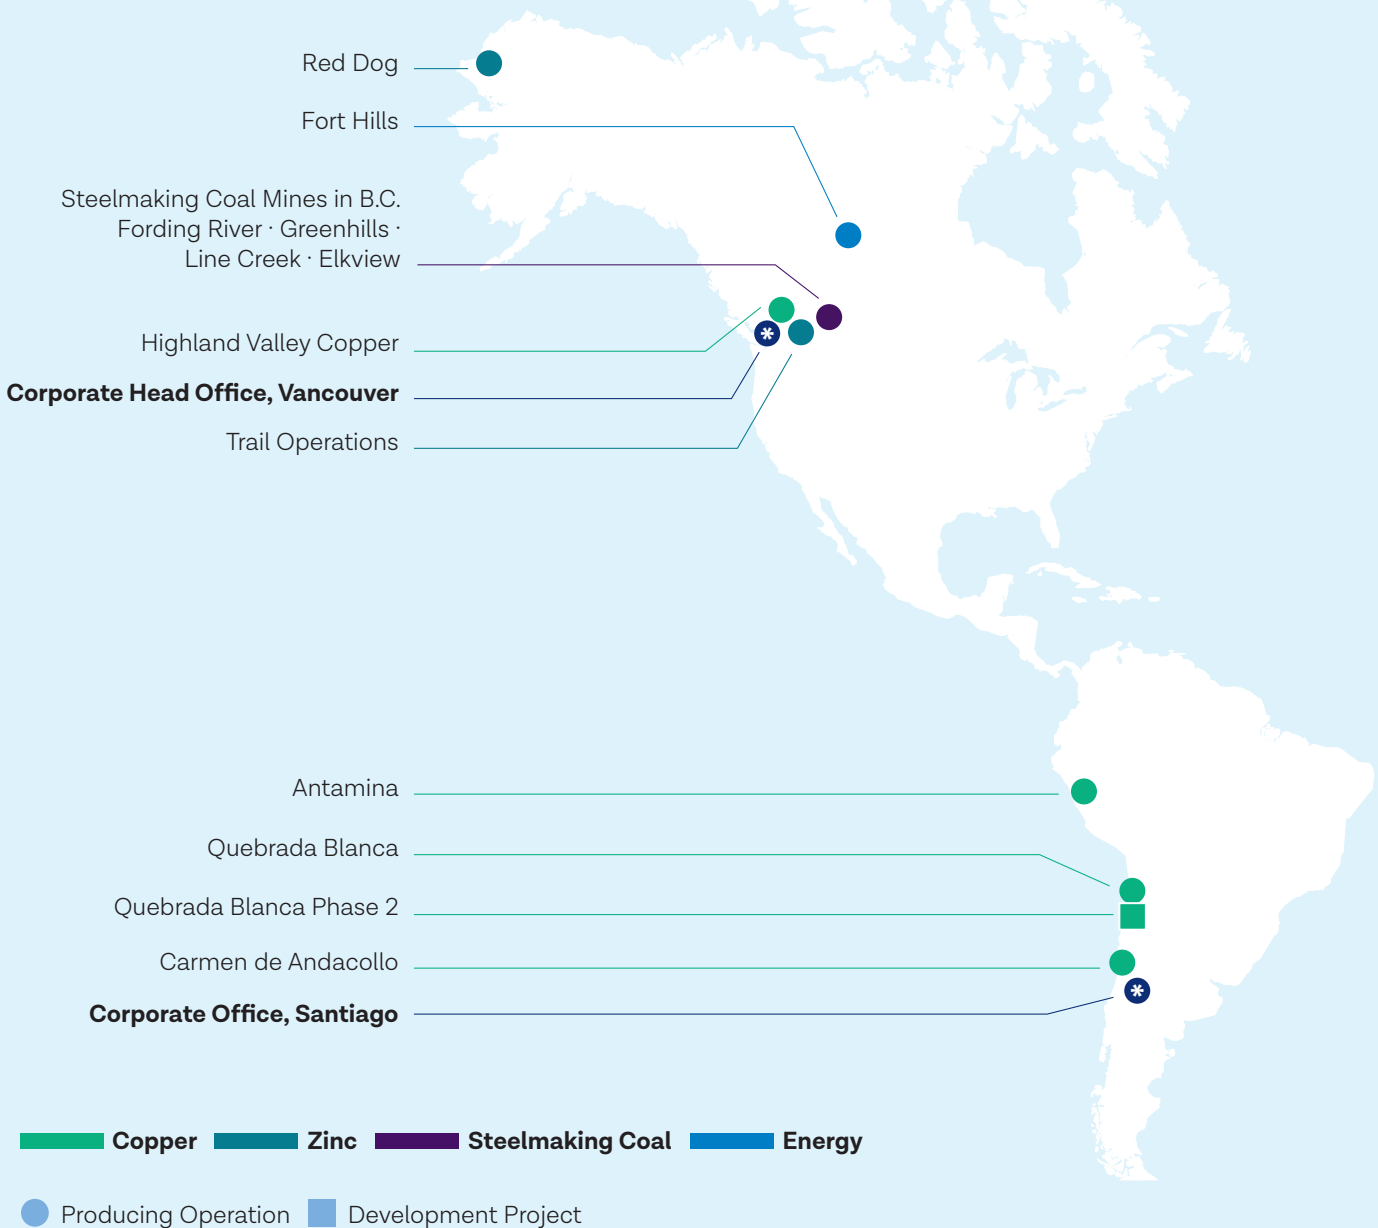 Red Dog
Fort Hills
Steelmaking Coal Mines in B.C.
Fording River · Greenhills ·
Line Creek · Elkview
Highland Valley Copper
Corporate Head Office, Vancouver
Trail Operations
Antamina
Quebrada Blanca
Quebrada Blanca Phase 2
Carmen de Andacollo
Corporate Office, Santiago
Copper Zinc Steelmaking Coal Energy
Producing Operation Development Project